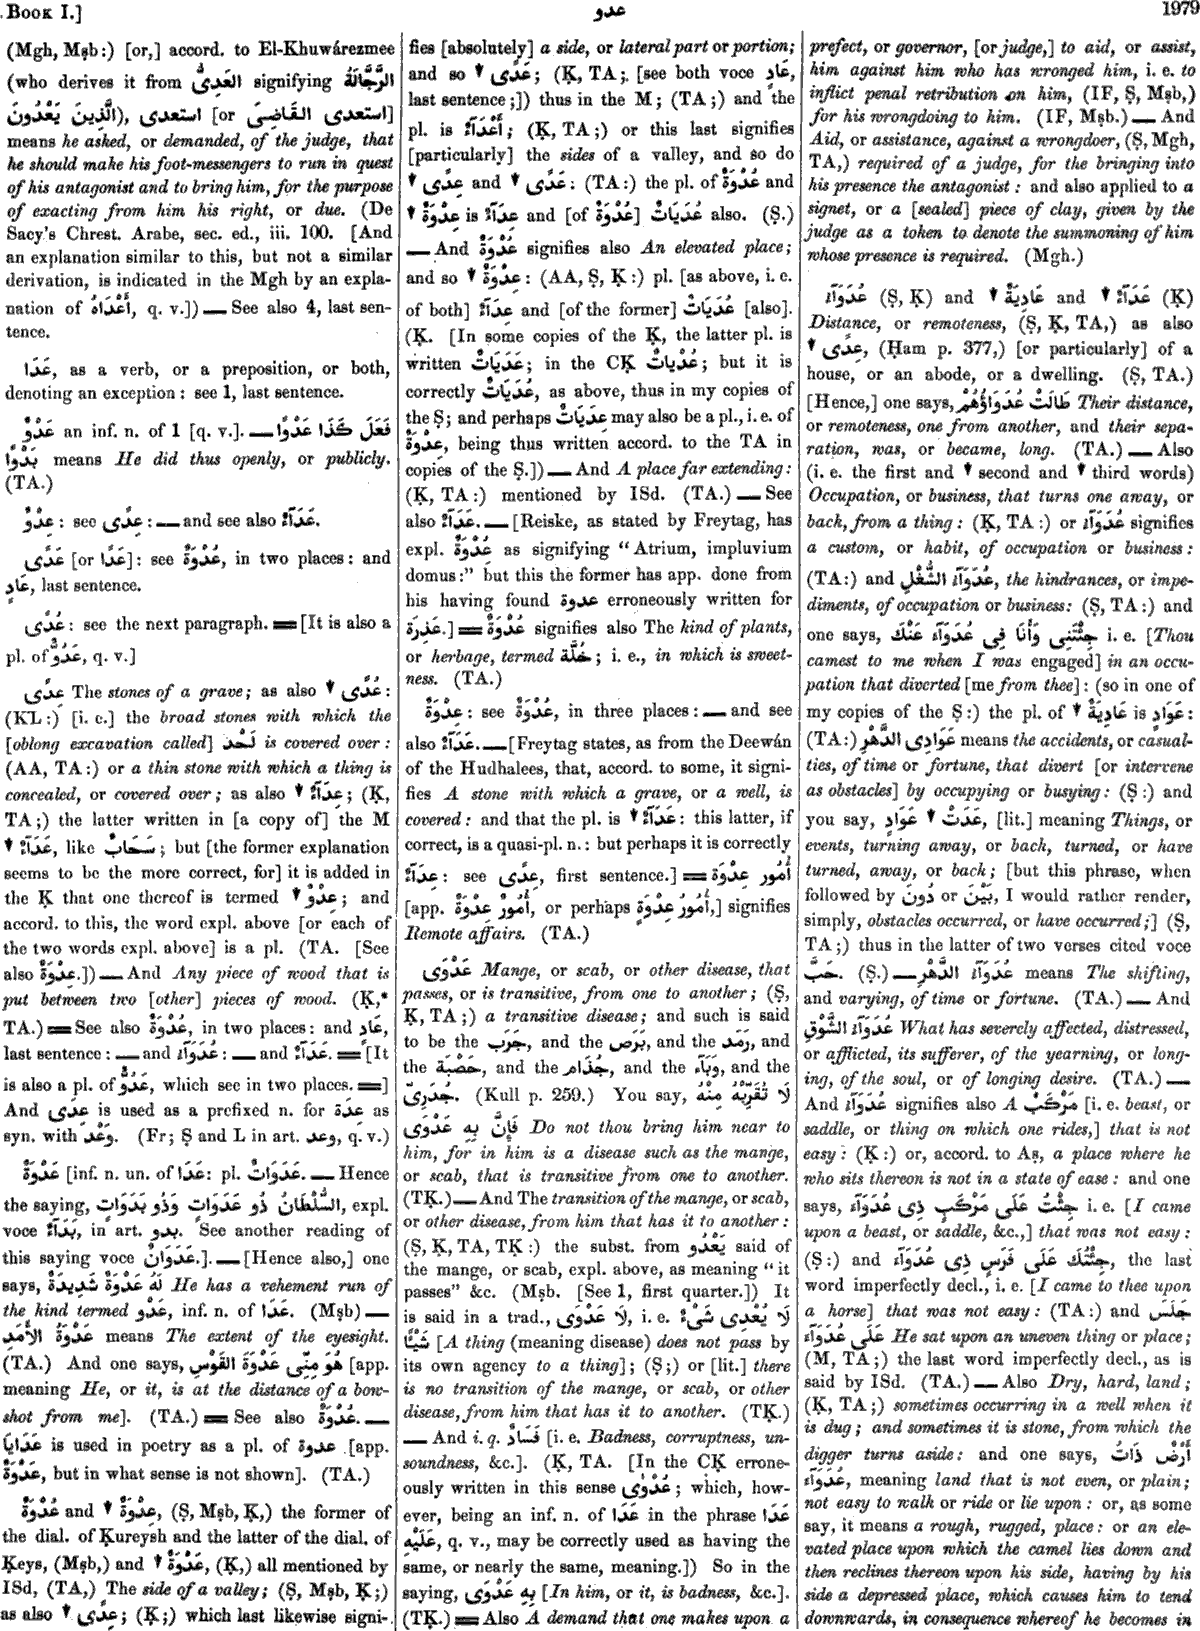 Book I.]
عدو
1979
(Mgh, Mṣb:) [or,] accord. to El-Khuwárezmee
(who derives it from العَدِىُّ signifying الرَّجَّالَةُ
الَّذِينَ يَعْدُونَ), استعدى [or استعدى القَاضِىَ]
means he asked, or demanded, of the judge, that
he should make his foot-messengers to run in quest
of his antagonist and to bring him, for the purpose
of exacting from him his right, or due. (De
Sacy's Chrest. Arabe, sec. ed., iii. 100. [And
an explanation similar to this, but not a similar
derivation, is indicated in the Mgh by an expla-
nation of أَعْدَاهُ, q. v.]) — See also 4, last sen-
tence.
عَدَا, as a verb, or a preposition, or both,
denoting an exception: see 1, last sentence.
عَدْوٌ an inf. n. of 1 [q. v.]. — فَعَلَ كَذَا عَدْوًا
بَدْوًا means He did thus openly, or publicly.
(TA.)
عِدْوٌ: see عِدًى: — and see also عَدَآءٌ.
عَدًى [or عَدًا]: see عُدْوَةٌ, in two places: and
عَادٍ, last sentence.
عُدًى: see the next paragraph. = [It is also a
pl. of عَدُوٌّ, q. v.]
عِدًى The stones of a grave; as also ↓ عُدًى:
(KL:) [i. e.] the broad stones with which the
[oblong excavation called] لَحْد is covered over:
(AA, TA:) or a thin stone with which a thing is
concealed, or covered over; as also ↓ عِدَآءٌ; (Ḳ,
TA;) the latter written in [a copy of] the M
↓ عَدَآءٌ, like سَحَابٌ; but [the former explanation
seems to be the more correct, for] it is added in
the Ḳ that one thereof is termed ↓ عِدْوٌ; and
accord. to this, the word expl. above [or each of
the two words expl. above] is a pl. (TA. [See
also عِدْوَةٌ.]) — And Any piece of wood that is
put between two [other] pieces of wood. (Ḳ,*
TA.) = See also عُدْوَةٌ, in two places: and عَادٍ,
last sentence: — and عُدَوَآءُ: — and عَدَآءٌ. = [It
is also a pl. of عَدُوٌّ, which see in two places. =]
And عِدَى is used as a prefixed n. for عِدَة as
syn. with وَعْد. (Fr; Ṣ and L in art. وعد, q. v.)
عَدْوَةٌ [inf. n. un. of عَدَا: pl. عَدَوَاتٌ. — Hence
the saying, السُّلْطَانُ ذُو عَدَوَاتٍ وَذُو بَدَوَاتٍ, expl.
voce بَدَآءٌ, in art. بدو. See another reading of
this saying voce عَدَوَانٌ.]. — [Hence also,] one
says, لَهُ عَدْوَةٌ شَدِيدَةٌ He has a vehement run of
the kind termed عَدْو, inf. n. of عَدَا. (Mṣb) —
عَدْوَةُ الأَمَدِ means The extent of the eyesight.
(TA.) And one says, هُوَ مِنِّى عَدْوَةَ القَوْسِ [app.
meaning He, or it, is at the distance of a bow-
shot from me]. (TA.) = See also عُدْوَةٌ. —
عَدَايَا is used in poetry as a pl. of عدوة [app.
عَدْوَةٌ, but in what sense is not shown]. (TA.)
عُدْوَةٌ and ↓ عِدْوَةٌ, (Ṣ, Mṣb, Ḳ,) the former of
the dial. of Ḳureysh and the latter of the dial. of
Ḳeys, (Mṣb,) and ↓ عَدْوَةٌ, (Ḳ,) all mentioned by
ISd, (TA,) The side of a valley; (Ṣ, Mṣb, Ḳ;)
as also ↓ عِدًى; (Ḳ;) which last likewise signi-
fies [absolutely] a side, or lateral part or portion;
and so ↓ عَدًى; (Ḳ, TA;. [see both voce عَادٍ,
last sentence;]) thus in the M; (TA;) and the
pl. is أَعْدَآءٌ; (Ḳ, TA;) or this last signifies
[particularly] the sides of a valley, and so do
↓ عِدًى and ↓ عَدًى: (TA:) the pl. of عُدْوَةٌ and
↓ عِدْوَةٌ is عِدَآءٌ and [of عُدْوَةٌ] عُدَيَاتٌ also. (Ṣ.)
— And عُدْوَةٌ signifies also An elevated place;
and so ↓ عِدْوَةٌ: (AA, Ṣ, Ḳ:) pl. [as above, i. e.
of both] عِدَآءٌ and [of the former] عُدَيَاتٌ [also].
(Ḳ. [In some copies of the Ḳ, the latter pl. is
written عَدَيَاتٌ; in the CḲ عُدْيَاتٌ; but it is
correctly عُدَيَاتٌ, as above, thus in my copies of
the Ṣ; and perhaps عِدَيَاتٌ may also be a pl., i. e. of
عِدْوَةٌ, being thus written accord. to the TA in
copies of the Ṣ.]) — And A place far extending:
(Ḳ, TA:) mentioned by ISd. (TA.) — See
also عَدَآءٌ. — [Reiske, as stated by Freytag, has
expl. عُدْوَةٌ as signifying "Atrium, impluvium
domus:" but this the former has app. done from
his having found عدوة erroneously written for
عَذِرَة.] = عُدْوَةٌ signifies also The kind of plants,
or herbage, termed خُلَّة; i. e., in which is sweet-
ness. (TA.)
عِدْوَةٌ: see عُدْوَةٌ, in three places: — and see
also عَدَآءٌ. — [Freytag states, as from the Deewán
of the Hudhalees, that, accord. to some, it signi-
fies A stone with which a grave, or a well, is
covered: and that the pl. is ↓ عَدَآءٌ: this latter, if
correct, is a quasi-pl. n.: but perhaps it is correctly
عِدَآءٌ: see عِدًى, first sentence.] = أُمُور عِدْوَة
[app. أُمُورٌ عِدْوَةٌ, or perhaps أُمُورُ عِدْوَةٍ,] signifies
Remote affairs. (TA.)
عَدْوَى Mange, or scab, or other disease, that
passes, or is transitive, from one to another; (Ṣ,
Ḳ, TA;) a transitive disease; and such is said
to be the جَرَب, and the بَرَص, and the رَمَد, and
the حَصْبَة, and the جُذَام, and the وَبَآء, and the
جُدَرِىّ. (Kull p. 259.) You say, لَا تُقَرِّبْهُ مِنْهُ
فَإِنَّ بِهِ عَدْوَى Do not thou bring him near to
him, for in him is a disease such as the mange,
or scab, that is transitive from one to another.
(TḲ.) — And The transition of the mange, or scab,
or other disease, from him that has it to another:
(Ṣ, Ḳ, TA, TḲ:) the subst. from يَعْدُو said of
the mange, or scab, expl. above, as meaning "it
passes" &c. (Mṣb. [See 1, first quarter.]) It
is said in a trad., لَا عَدْوَى, i. e. لَا يُعْدِى شَىْءٌ
شَيْئًا [A thing (meaning disease) does not pass by
its own agency to a thing]; (Ṣ;) or [lit.] there
is no transition of the mange, or scab, or other
disease, from him that has it to another. (TḲ.)
— And i. q. فَسَادٌ [i. e. Badness, corruptness, un-
soundness, &c.]. (Ḳ, TA. [In the CḲ errone-
ously written in this sense عُدْوٰى; which, how-
ever, being an inf. n. of عَدَا in the phrase عَدَا
عَلَيْهِ, q. v., may be correctly used as having the
same, or nearly the same, meaning.]) So in the
saying, بِهِ عَدْوَى [In him, or it, is badness, &c.].
(TḲ.) = Also A demand that one makes upon a
prefect, or governor, [or judge,] to aid, or assist,
him against him who has wronged him, i. e. to
inflict penal retribution on him, (IF, Ṣ, Mṣb,)
for his wrongdoing to him. (IF, Mṣb.) — And
Aid, or assistance, against a wrongdoer, (Ṣ, Mgh,
TA,) required of a judge, for the bringing into
his presence the antagonist: and also applied to a
signet, or a [sealed] piece of clay, given by the
judge as a token to denote the summoning of him
whose presence is required. (Mgh.)
عُدَوَآءُ (Ṣ, Ḳ) and ↓ عَادِيَةٌ and ↓ عَدَآءٌ (Ḳ)
Distance, or remoteness, (Ṣ, Ḳ, TA,) as also
↓ عِدًى, (Ḥam p. 377,) [or particularly] of a
house, or an abode, or a dwelling. (Ṣ, TA.)
[Hence,] one says, طَالَتْ عُدَوَاؤُهُمْ Their distance,
or remoteness, one from another, and their sepa-
ration, was, or became, long. (TA.) — Also
(i. e. the first and ↓ second and ↓ third words)
Occupation, or business, that turns one away, or
back, from a thing: (Ḳ, TA:) or عُدَوَآءُ signifies
a custom, or habit, of occupation or business:
(TA:) and عُدَوَآءُ الشُّغْلِ, the hindrances, or impe-
diments, of occupation or business: (Ṣ, TA:) and
one says, جِئْتَنِى وَأَنَا فِى عُدَوَآءَ عَنْكَ i. e. [Thou
camest to me when I was engaged] in an occu-
pation that diverted [me from thee]: (so in one of
my copies of the Ṣ:) the pl. of ↓ عَادِيَةٌ is عَوَادٍ:
(TA:) عَوَادِى الدَّهْرِ means the accidents, or casual-
ties, of time or fortune, that divert [or intervene
as obstacles] by occupying or busying: (Ṣ:) and
you say, عَدَتْ ↓ عَوَادٍ, [lit.] meaning Things, or
events, turning away, or back, turned, or have
turned, away, or back; [but this phrase, when
followed by دُونَ or بَيْنَ, I would rather render,
simply, obstacles occurred, or have occurred;] (Ṣ,
TA;) thus in the latter of two verses cited voce
حَبَّ. (Ṣ.) — عُدَوَآءُ الدَّهْرِ means The shifting,
and varying, of time or fortune. (TA.) — And
عُدَوَآءُ الشَّوْقِ What has severely affected, distressed,
or afflicted, its sufferer, of the yearning, or long-
ing, of the soul, or of longing desire. (TA.) —
And عُدَوَآءُ signifies also A مَرْكَب [i. e. beast, or
saddle, or thing on which one rides,] that is not
easy: (Ḳ:) or, accord. to Aṣ, a place where he
who sits thereon is not in a state of ease: and one
says, جِئْتُ عَلَى مَرْكَبٍ ذِى عُدَوَآءَ i. e. [I came
upon a beast, or saddle, &c.,] that was not easy:
(Ṣ:) and جِئْتُكَ عَلَى فَرَسٍ ذِى عُدَوَآءٍ, the last
word imperfectly decl., i. e. [I came to thee upon
a horse] that was not easy: (TA:) and جَلَسَ
عَلَى عُدَوَآءَ He sat upon an uneven thing or place;
(M, TA;) the last word imperfectly decl., as is
said by ISd. (TA.) — Also Dry, hard, land;
(Ḳ, TA;) sometimes occurring in a well when it
is dug; and sometimes it is stone, from which the
digger turns aside: and one says, أَرْضٌ ذَاتُ
عُدَوَآءَ, meaning land that is not even, or plain;
not easy to walk or ride or lie upon: or, as some
say, it means a rough, rugged, place: or an ele-
vated place upon which the camel lies down and
then reclines thereon upon his side, having by his
side a depressed place, which causes him to tend
downwards, in consequence whereof he becomes in